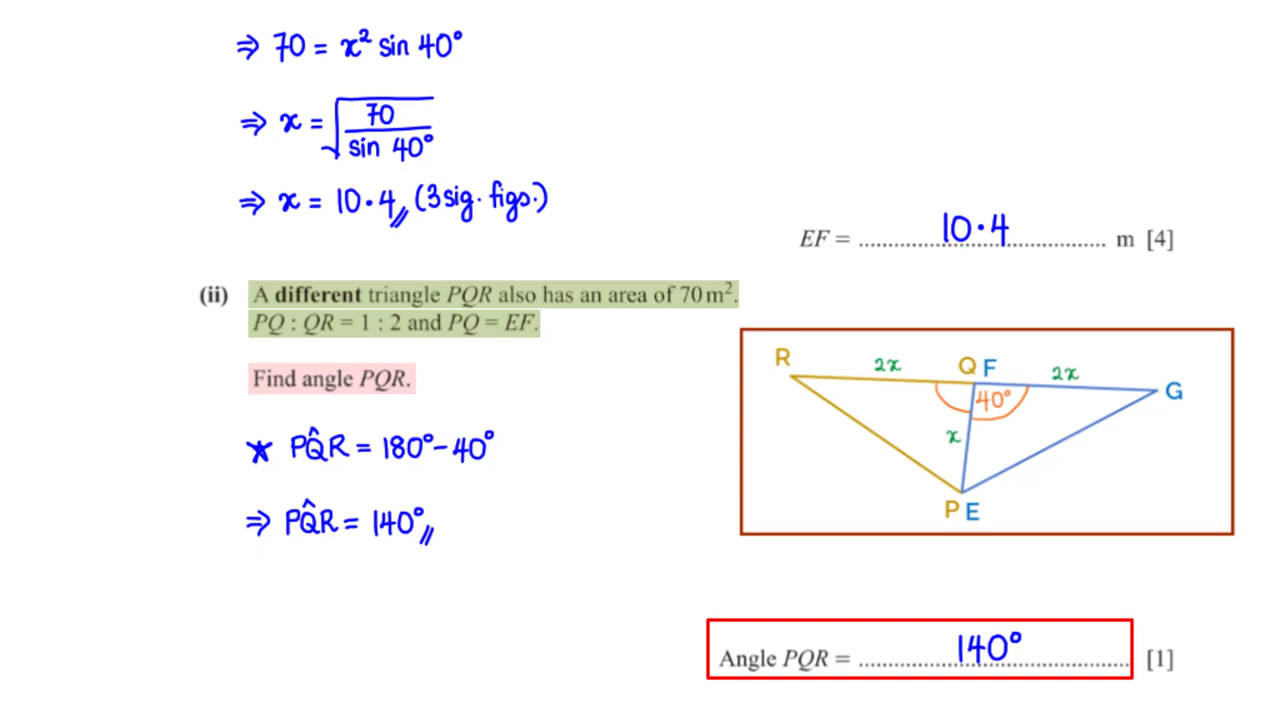 ⇒ 70 = x² sin 40°
⇒ x = √(70 / sin 40°)
⇒ x = 10.4 (3 sig. figs.)
EF = 10.4 m [4]
(ii) A different triangle PQR also has an area of 70 m².
PQ : QR = 1 : 2 and PQ = EF.
Find angle PQR.
R 2x Q F 2x G
40°
x
P E
★ PQ̂R = 180° − 40°
⇒ PQ̂R = 140°
Angle PQR = 140° [1]